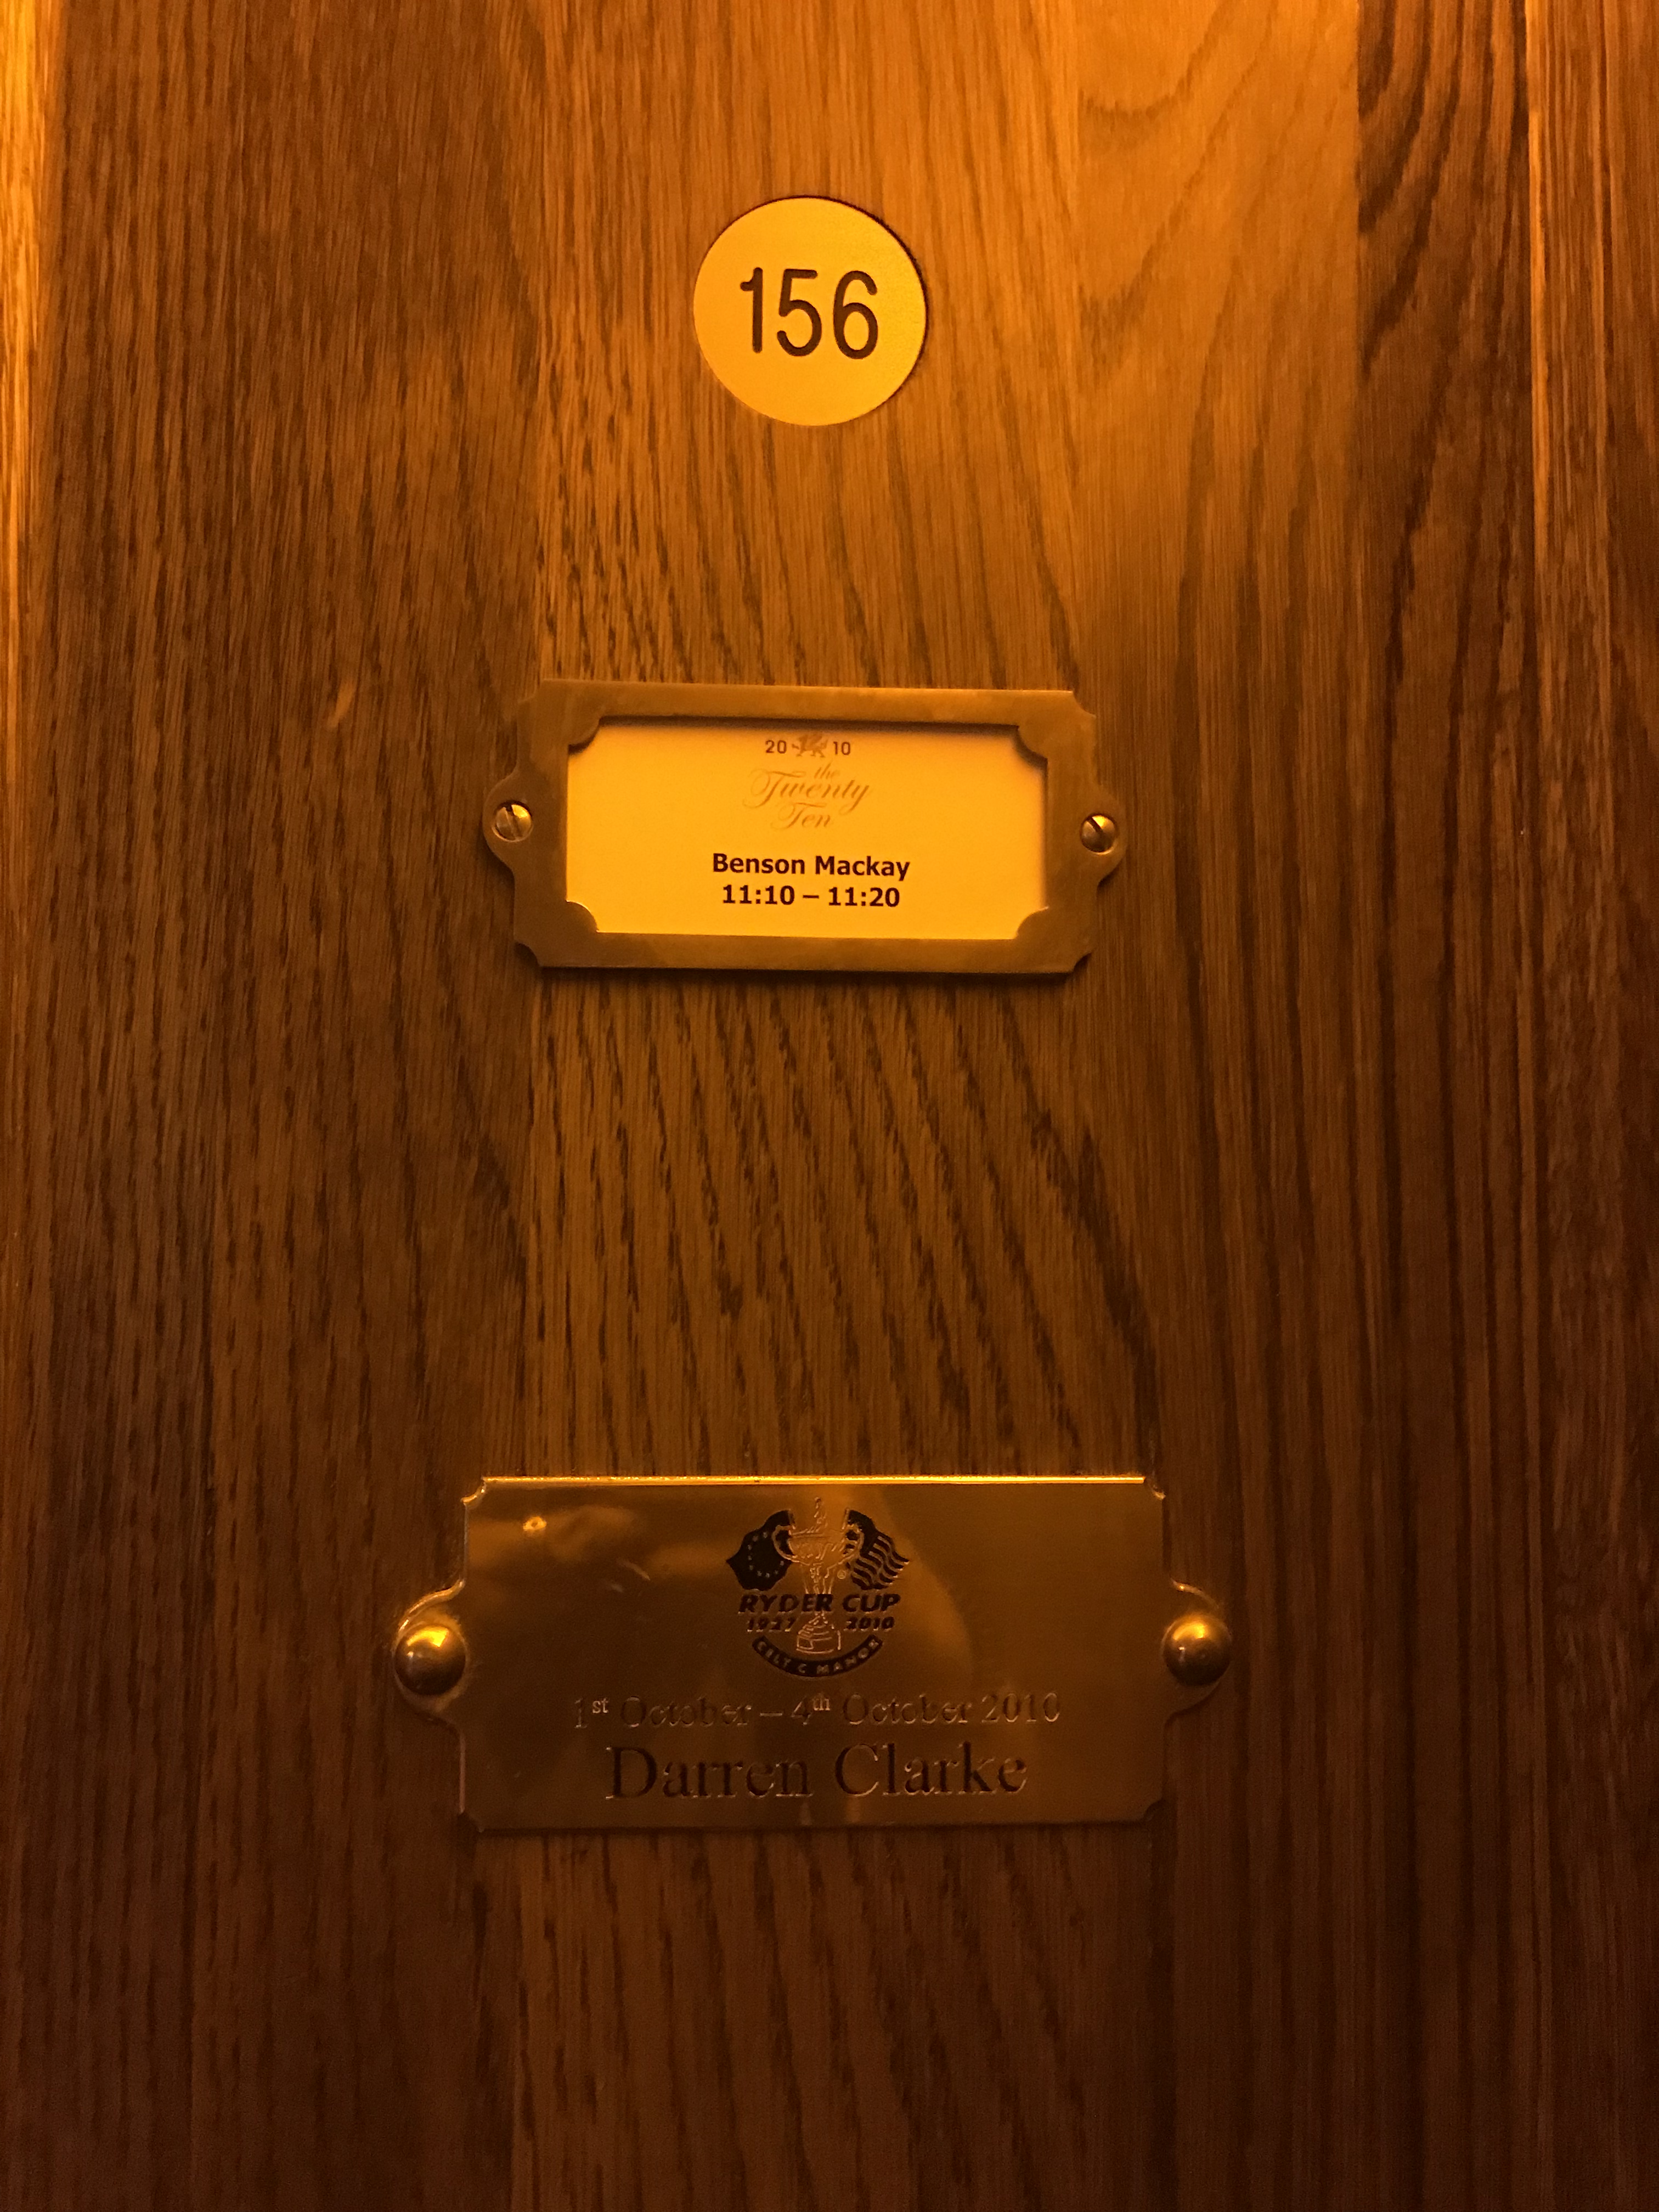 156
20 10
the
Twenty
Ten
Benson Mackay
11:10 – 11:20
RYDER CUP
1927 2010
CELTIC MANOR
1st October – 4th October 2010
Darren Clarke